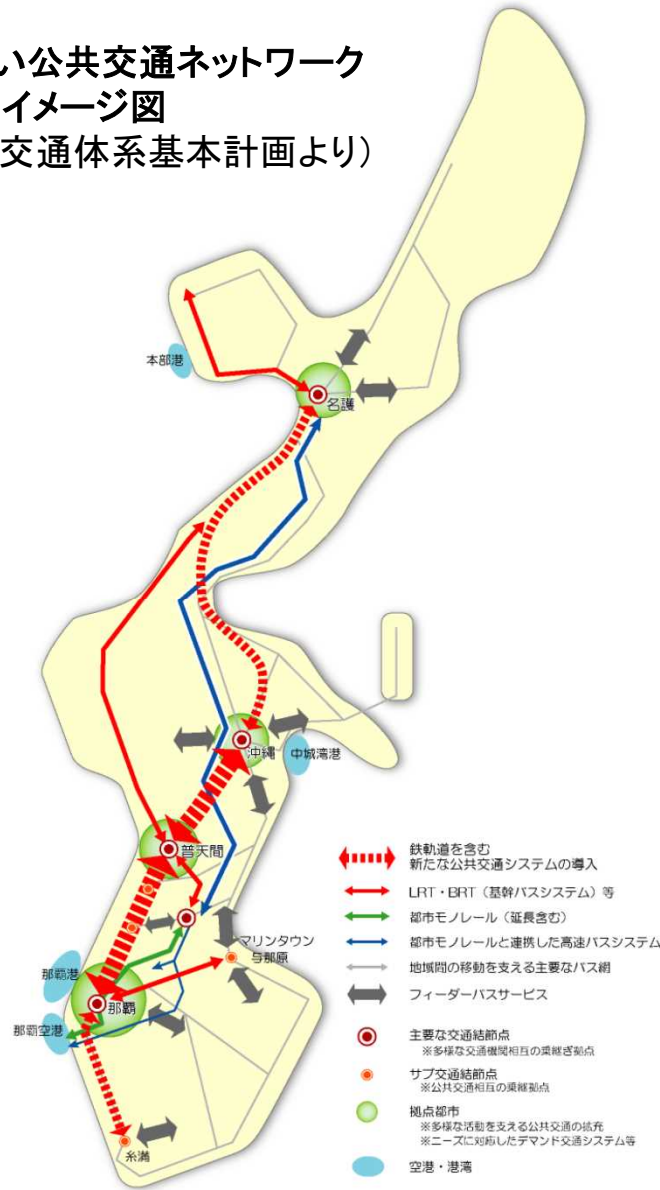 い公共交通ネットワーク
イメージ図
交通体系基本計画より）
本部港
名護
沖縄
中城湾港
普天間
マリンタウン
与那原
那覇港
那覇
那覇空港
糸満
鉄軌道を含む
新たな公共交通システムの導入
LRT・BRT（基幹バスシステム）等
都市モノレール（延長含む）
都市モノレールと連携した高速バスシステム
地域間の移動を支える主要なバス網
フィーダーバスサービス
主要な交通結節点
※多様な交通機関相互の乗継ぎ拠点
サブ交通結節点
※公共交通相互の乗継拠点
拠点都市
※多様な活動を支える公共交通の拡充
※ニーズに対応したデマンド交通システム等
空港・港湾